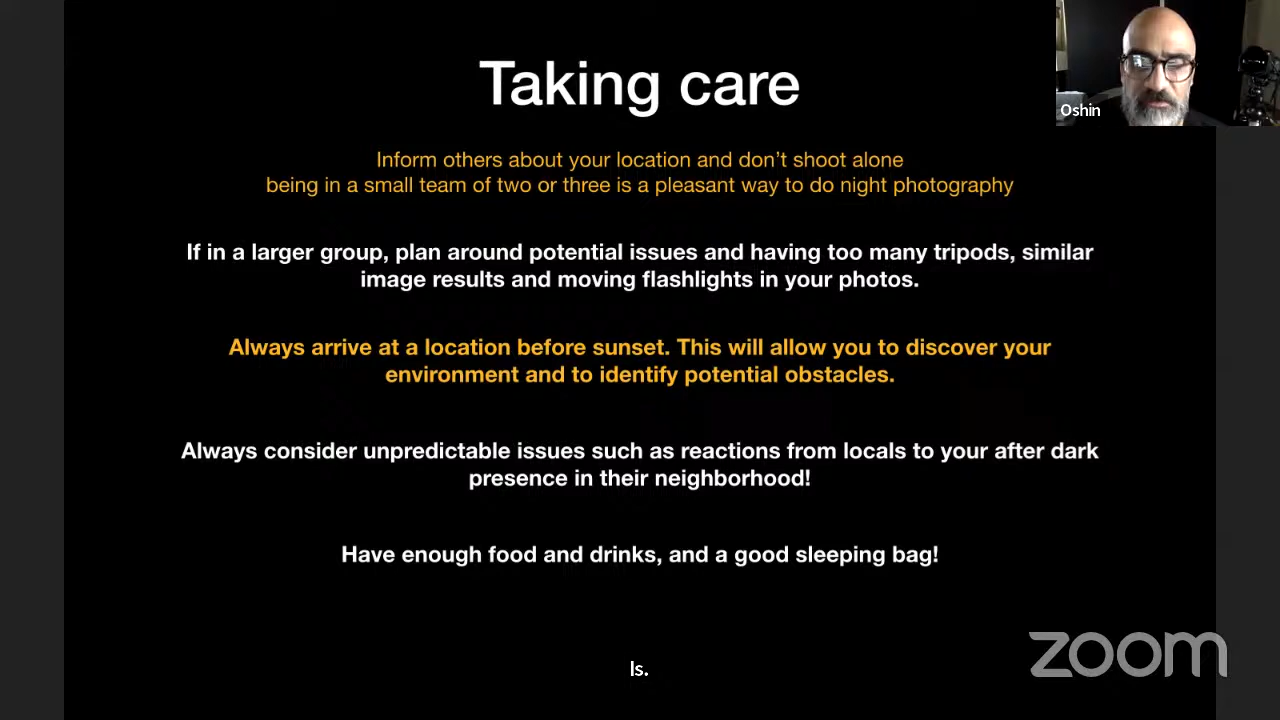 Taking care
Oshin
Inform others about your location and don't shoot alone
being in a small team of two or three is a pleasant way to do night photography
If in a larger group, plan around potential issues and having too many tripods, similar
image results and moving flashlights in your photos.
Always arrive at a location before sunset. This will allow you to discover your
environment and to identify potential obstacles.
Always consider unpredictable issues such as reactions from locals to your after dark
presence in their neighborhood!
Have enough food and drinks, and a good sleeping bag!
Is.
zoom